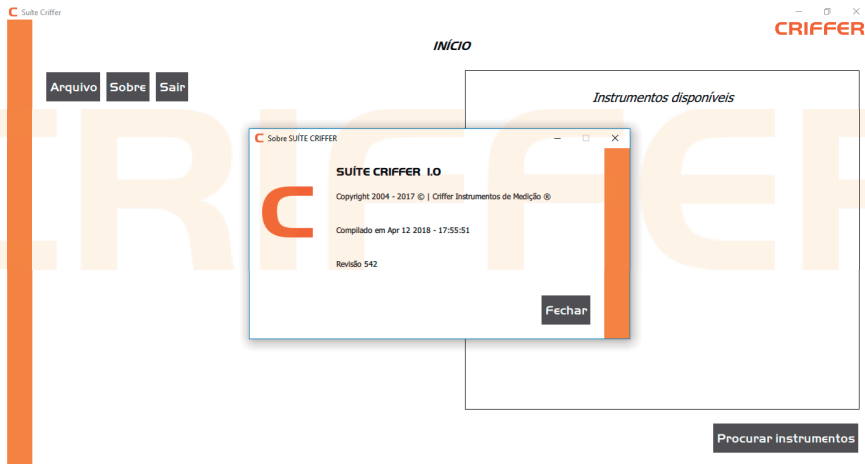 Suíte Criffer
CRIFFER
INÍCIO
Arquivo Sobre Sair
Instrumentos disponíveis
CRIFFER
Sobre SUÍTE CRIFFER
SUÍTE CRIFFER 1.0
Copyright 2004 - 2017 © | Criffer Instrumentos de Medição ®
Compilado em Apr 12 2018 - 17:55:51
Revisão 542
Fechar
Procurar instrumentos